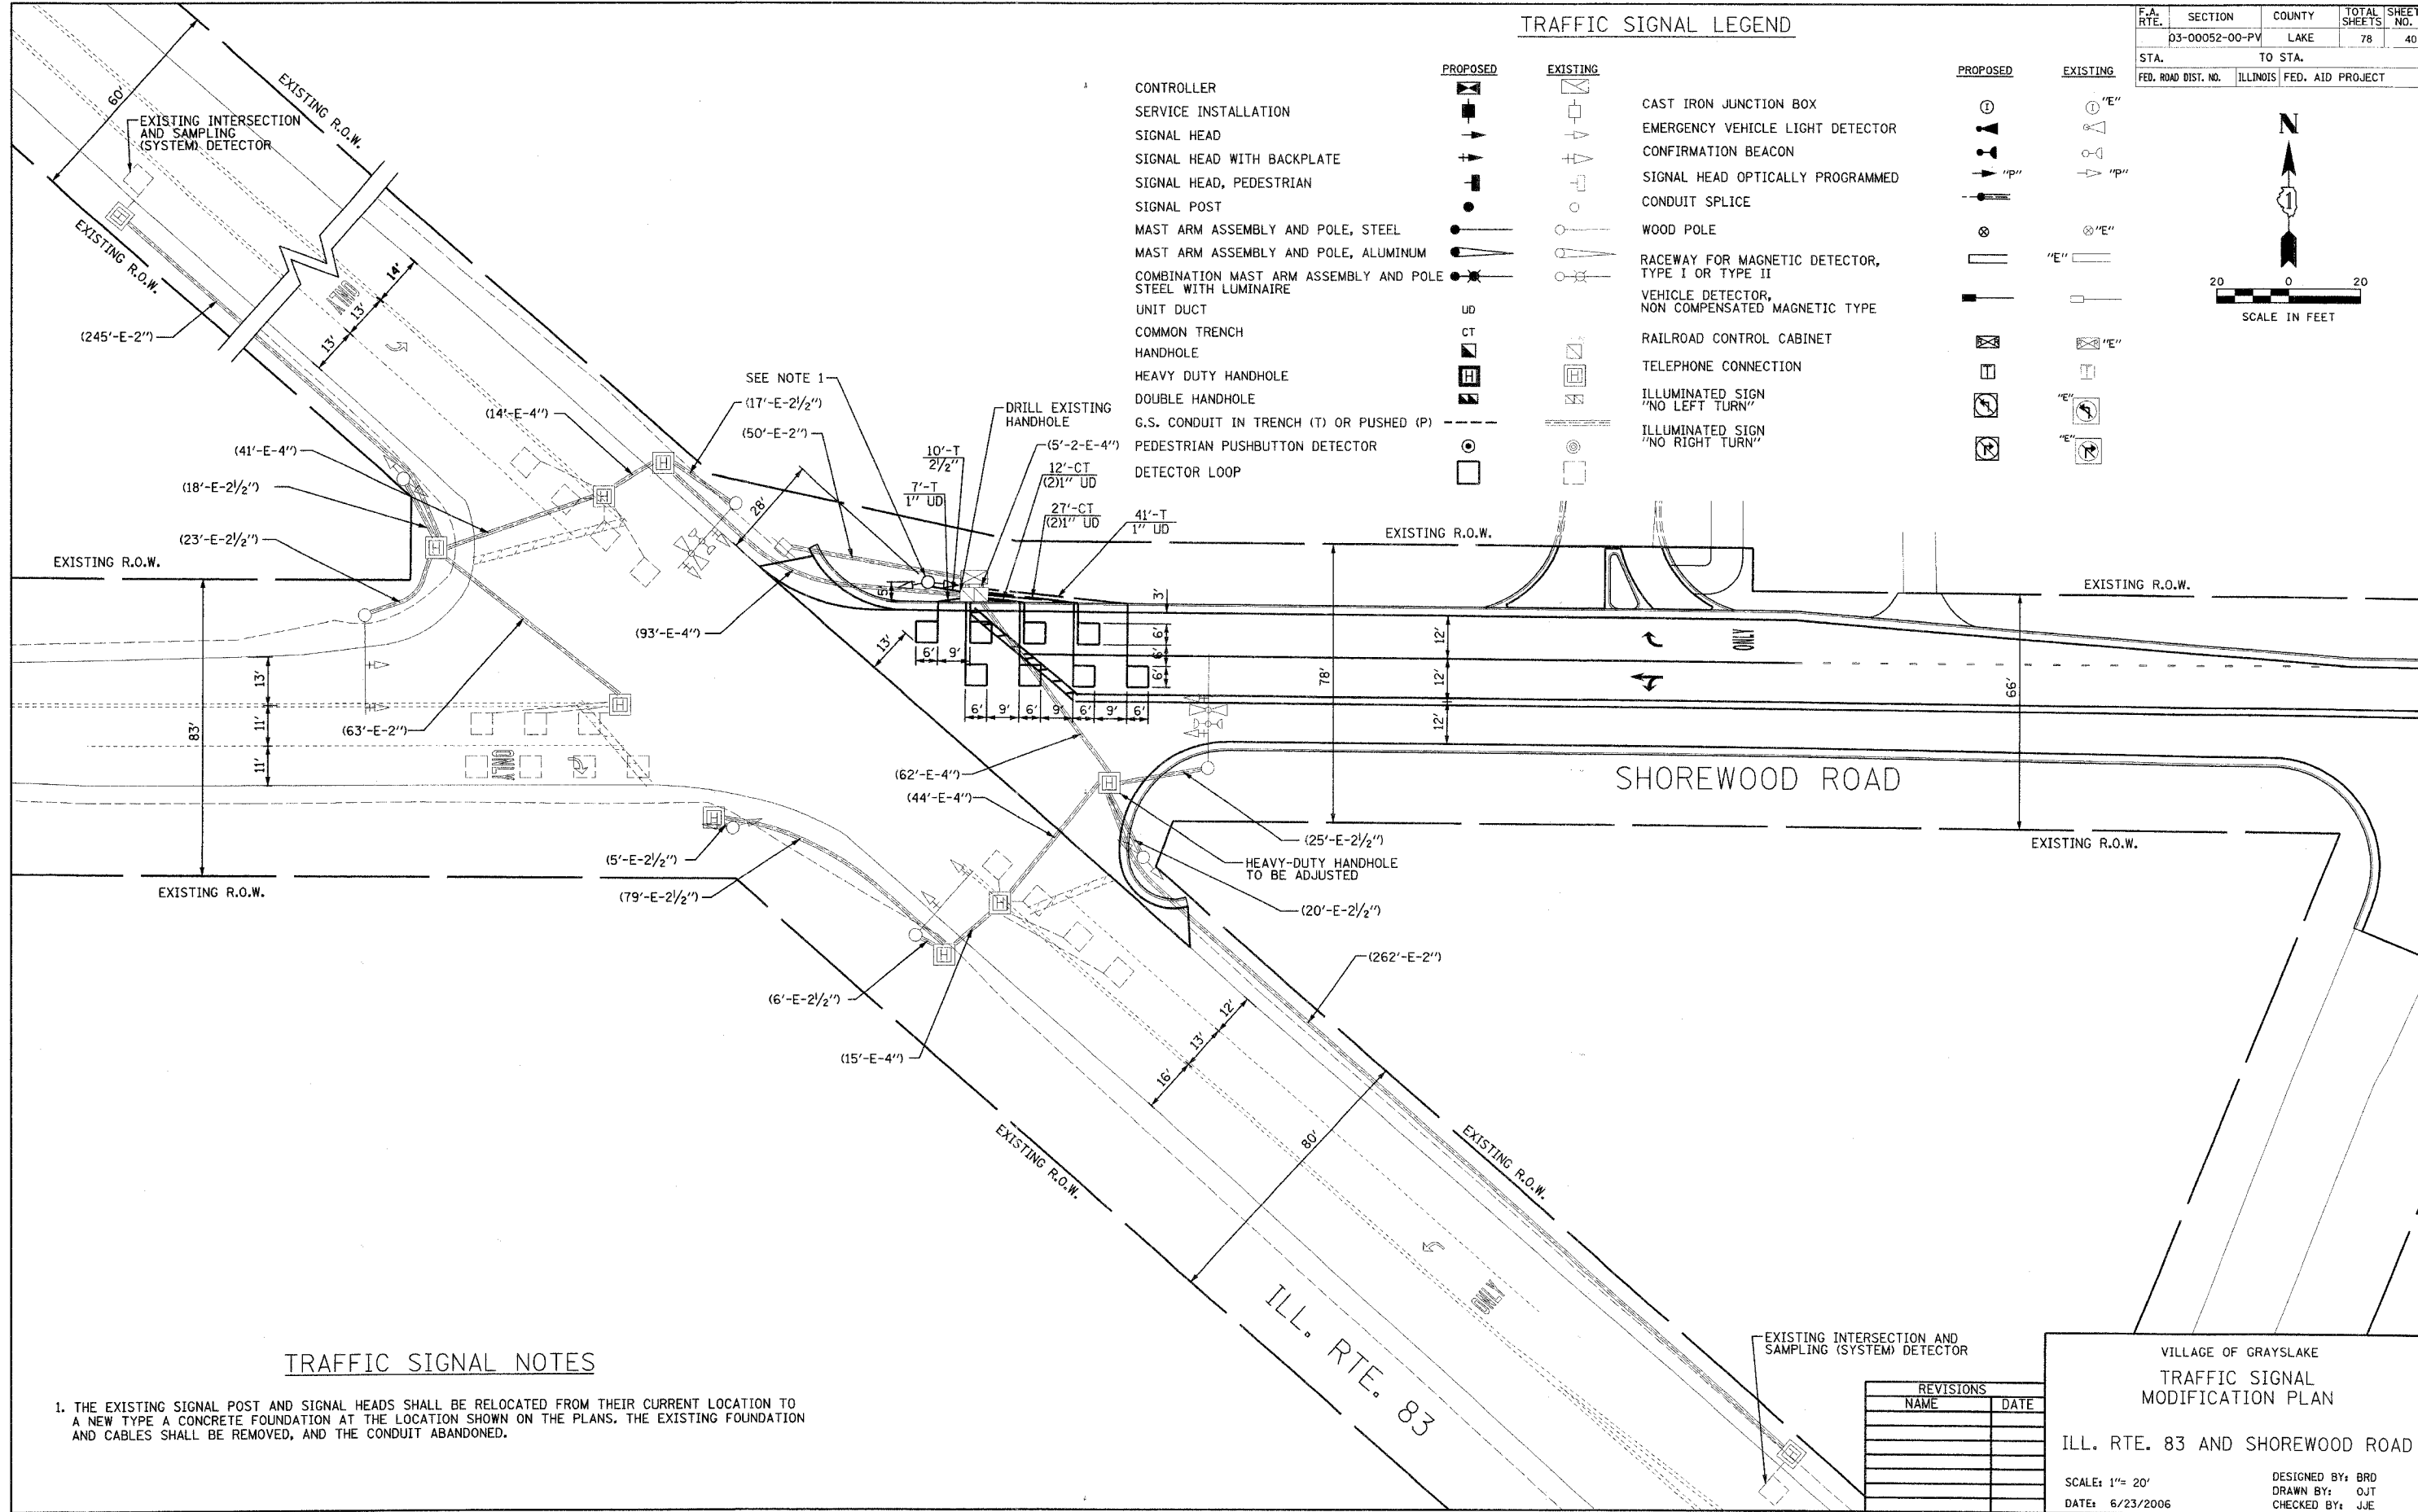 TRAFFIC SIGNAL LEGEND
F.A. RTE.
SECTION
COUNTY
TOTAL SHEETS
SHEET NO.
03-00052-00-PV
LAKE
78
40
STA.
TO STA.
FED. ROAD DIST. NO.
ILLINOIS
FED. AID PROJECT
PROPOSED
EXISTING
CONTROLLER
SERVICE INSTALLATION
SIGNAL HEAD
SIGNAL HEAD WITH BACKPLATE
SIGNAL HEAD, PEDESTRIAN
SIGNAL POST
MAST ARM ASSEMBLY AND POLE, STEEL
MAST ARM ASSEMBLY AND POLE, ALUMINUM
COMBINATION MAST ARM ASSEMBLY AND POLE
STEEL WITH LUMINAIRE
UNIT DUCT
UD
COMMON TRENCH
CT
HANDHOLE
HEAVY DUTY HANDHOLE
H
H
DOUBLE HANDHOLE
G.S. CONDUIT IN TRENCH (T) OR PUSHED (P)
PEDESTRIAN PUSHBUTTON DETECTOR
DETECTOR LOOP
PROPOSED
EXISTING
CAST IRON JUNCTION BOX
I
I
"E"
EMERGENCY VEHICLE LIGHT DETECTOR
CONFIRMATION BEACON
SIGNAL HEAD OPTICALLY PROGRAMMED
"P"
"P"
CONDUIT SPLICE
WOOD POLE
"E"
RACEWAY FOR MAGNETIC DETECTOR,
TYPE I OR TYPE II
"E"
VEHICLE DETECTOR,
NON COMPENSATED MAGNETIC TYPE
RAILROAD CONTROL CABINET
"E"
TELEPHONE CONNECTION
T
T
ILLUMINATED SIGN
"NO LEFT TURN"
"E"
ILLUMINATED SIGN
"NO RIGHT TURN"
"E"
N
1
20
0
20
SCALE IN FEET
60'
EXISTING R.O.W.
EXISTING INTERSECTION
AND SAMPLING
(SYSTEM) DETECTOR
H
EXISTING R.O.W.
(245'-E-2")
14'
13'
13'
ONLY
SEE NOTE 1
(17'-E-2½")
(14'-E-4")
(50'-E-2")
DRILL EXISTING
HANDHOLE
(5'-2-E-4")
10'-T
2½"
12'-CT
(2)1" UD
7'-T
1" UD
27'-CT
(2)1" UD
41'-T
1" UD
(41'-E-4")
(18'-E-2½")
(23'-E-2½")
28'
H
H
H
EXISTING R.O.W.
EXISTING R.O.W.
EXISTING R.O.W.
5'
3'
(93'-E-4")
13'
6'
9'
6'
6'
6'
12'
12'
12'
ONLY
78'
66'
6'
9'
6'
9'
6'
9'
6'
13'
11'
11'
83'
(63'-E-2")
H
ONLY
(62'-E-4")
(44'-E-4")
H
SHOREWOOD ROAD
H
(5'-E-2½")
(25'-E-2½")
HEAVY-DUTY HANDHOLE
TO BE ADJUSTED
EXISTING R.O.W.
EXISTING R.O.W.
(79'-E-2½")
(20'-E-2½")
H
H
(262'-E-2")
(6'-E-2½")
(15'-E-4")
12'
13'
16'
80'
EXISTING R.O.W.
EXISTING R.O.W.
ONLY
ILL. RTE. 83
EXISTING INTERSECTION AND
SAMPLING (SYSTEM) DETECTOR
H
TRAFFIC SIGNAL NOTES
1. THE EXISTING SIGNAL POST AND SIGNAL HEADS SHALL BE RELOCATED FROM THEIR CURRENT LOCATION TO
A NEW TYPE A CONCRETE FOUNDATION AT THE LOCATION SHOWN ON THE PLANS. THE EXISTING FOUNDATION
AND CABLES SHALL BE REMOVED, AND THE CONDUIT ABANDONED.
REVISIONS
NAME
DATE
VILLAGE OF GRAYSLAKE
TRAFFIC SIGNAL
MODIFICATION PLAN
ILL. RTE. 83 AND SHOREWOOD ROAD
SCALE: 1"= 20'
DATE: 6/23/2006
DESIGNED BY: BRD
DRAWN BY: OJT
CHECKED BY: JJE